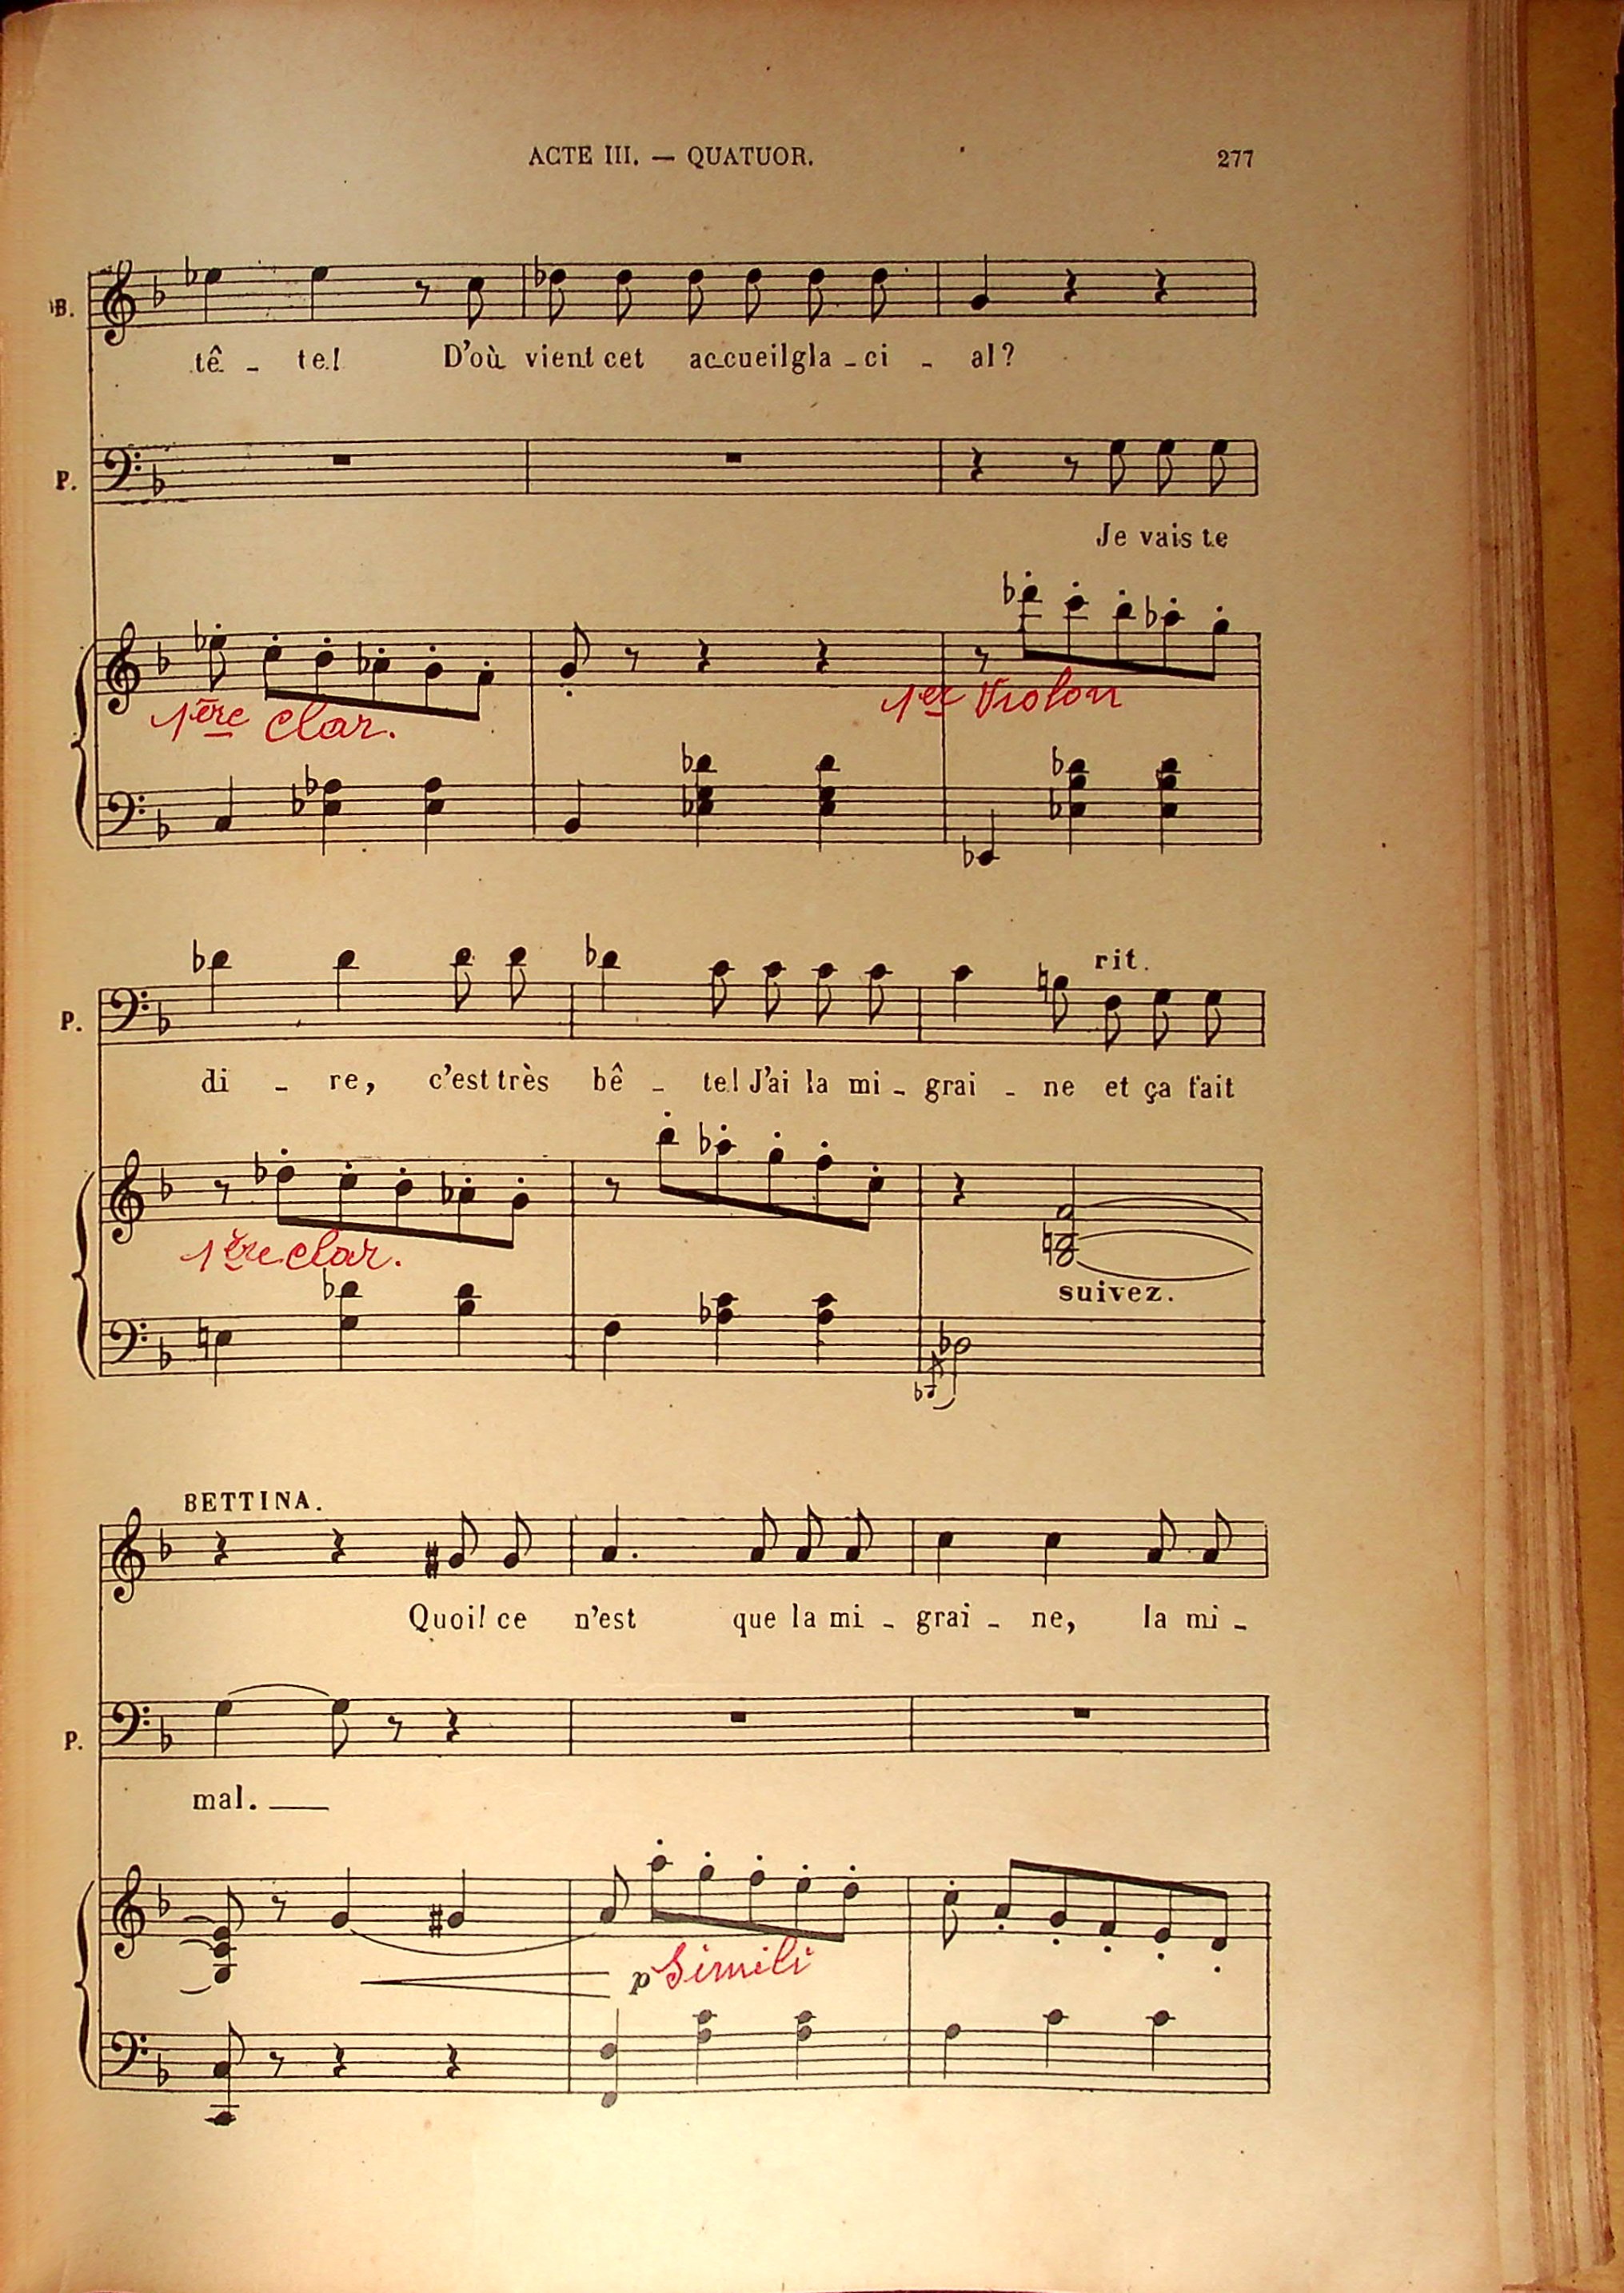 ACTE III. — QUATUOR. 277
B.
tê - te! D'où vient cet accueil gla - ci - al?
P.
Je vais te
1ère clar. 1er Violon
rit.
P.
di - re, c'est très bê - te! J'ai la mi - grai - ne et ça fait
1ère clar.
suivez.
BETTINA.
Quoi! ce n'est que la mi - grai - ne, la mi -
P.
mal.
p Simili